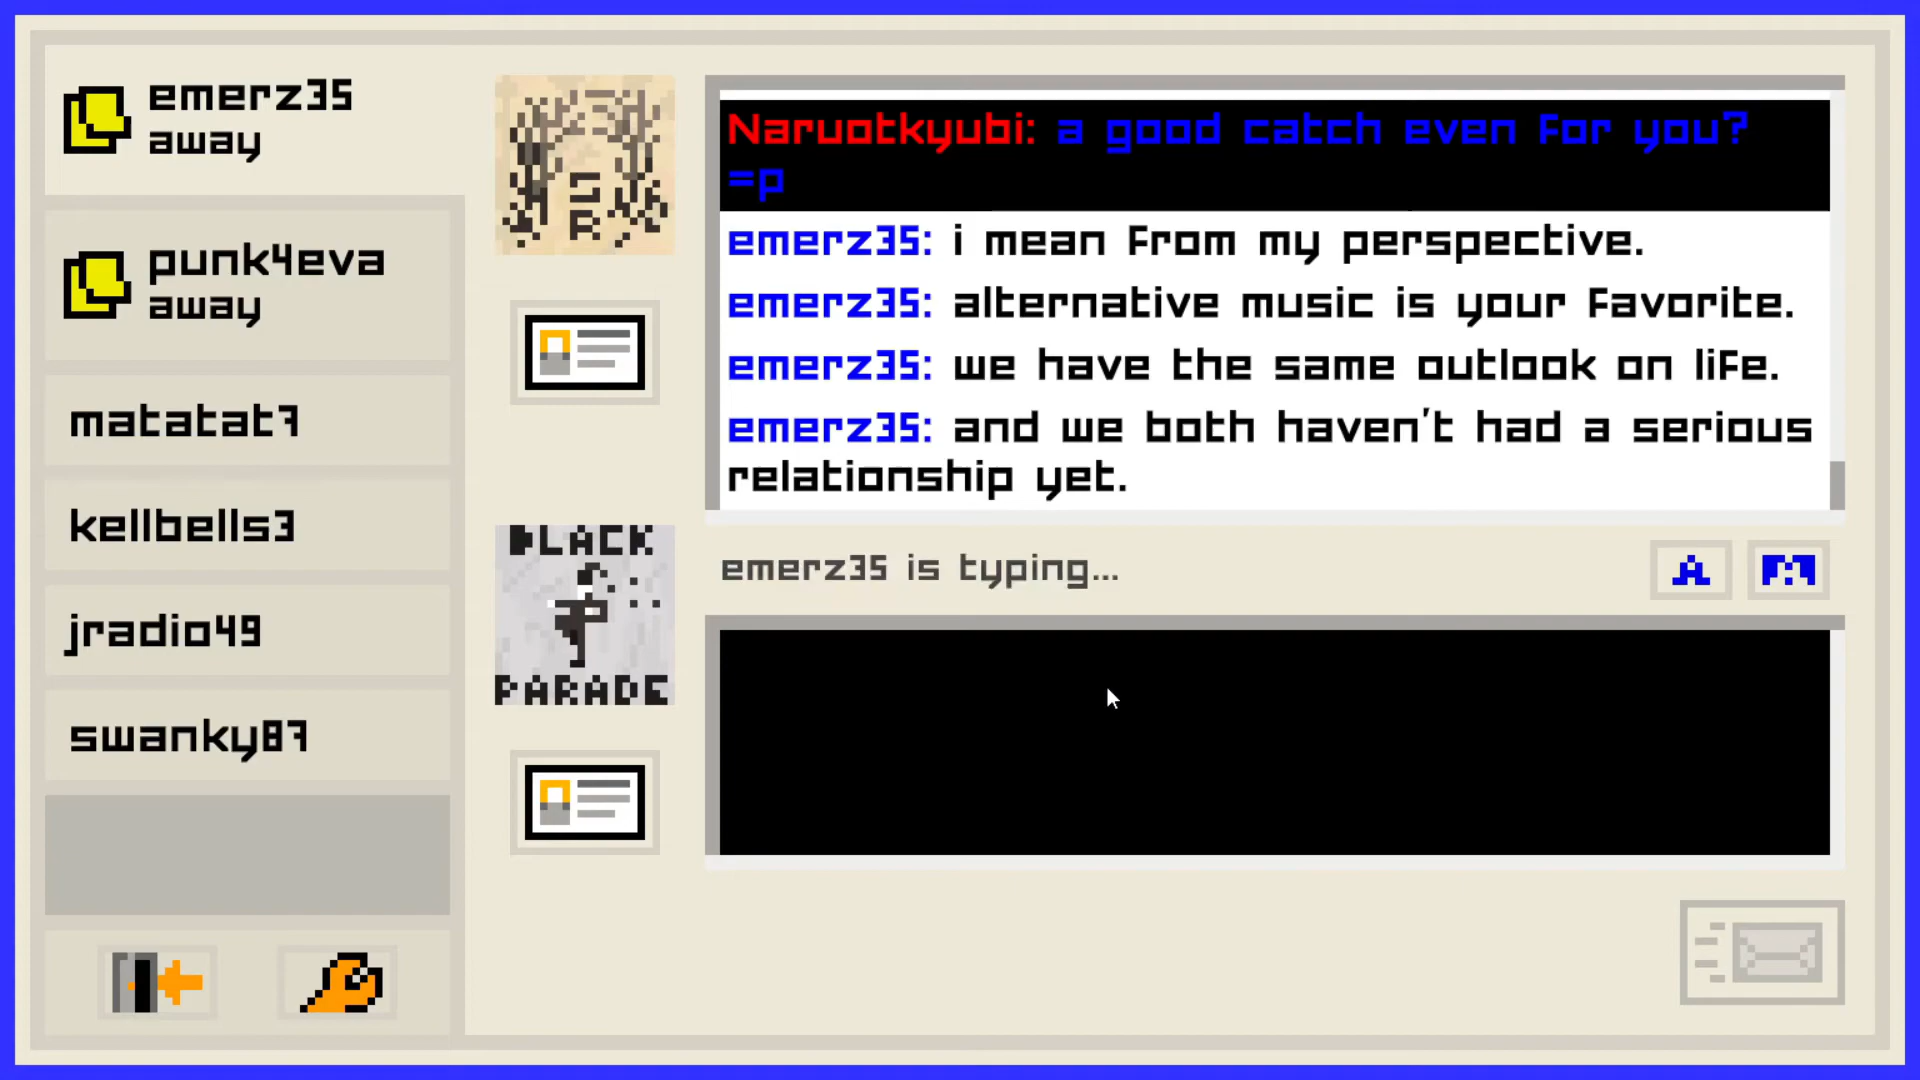 emerz35
away
punk4eva
away
matatat7
kellbells3
jradio49
swanky87
SR
BLACK
PARADE
Naruotkyubi: a good catch even for you?
=p
emerz35: i mean from my perspective.
emerz35: alternative music is your favorite.
emerz35: we have the same outlook on life.
emerz35: and we both haven't had a serious
relationship yet.
emerz35 is typing...
A